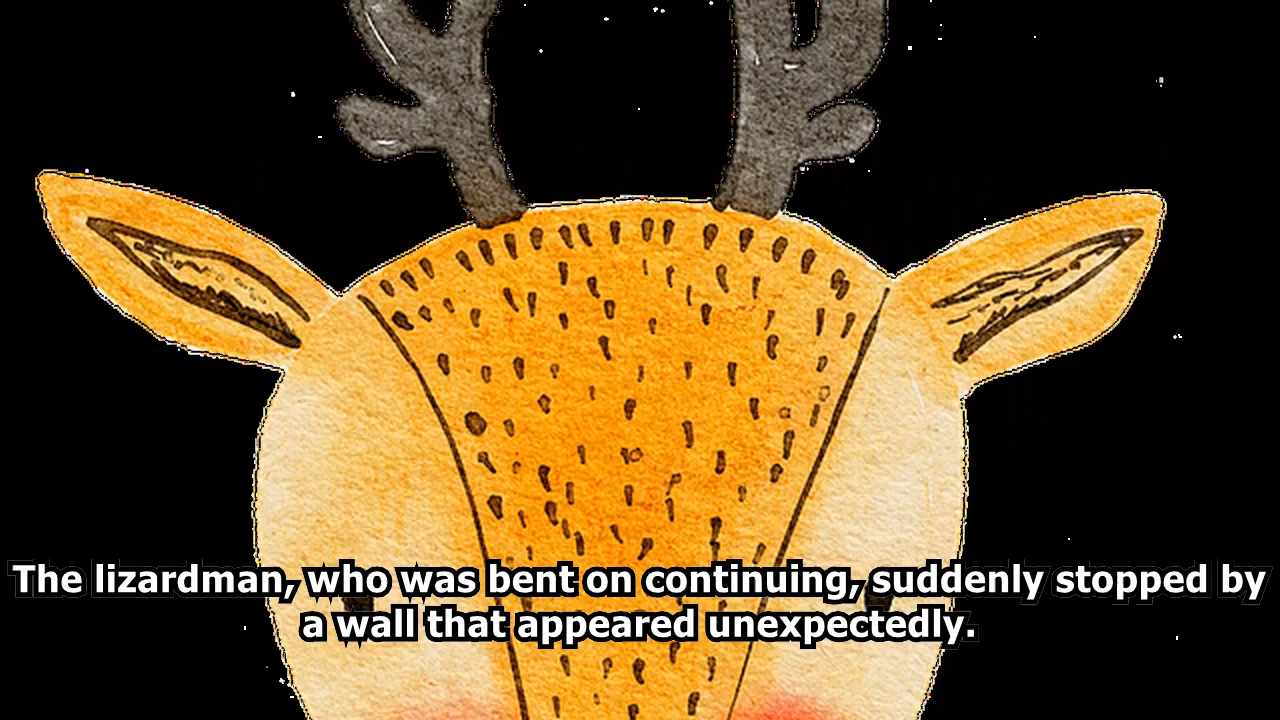 The lizardman, who was bent on continuing, suddenly stopped by
a wall that appeared unexpectedly.